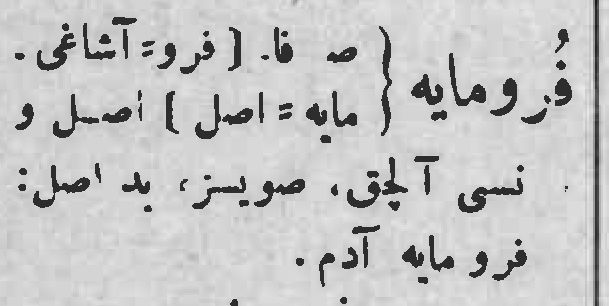 فُرومایه { ص فا. [ فرو = آشاغی.
مایه = اصل ] اصل و
نسی آلچق، صویسز، بد اصل:
فرو مایه آدم.